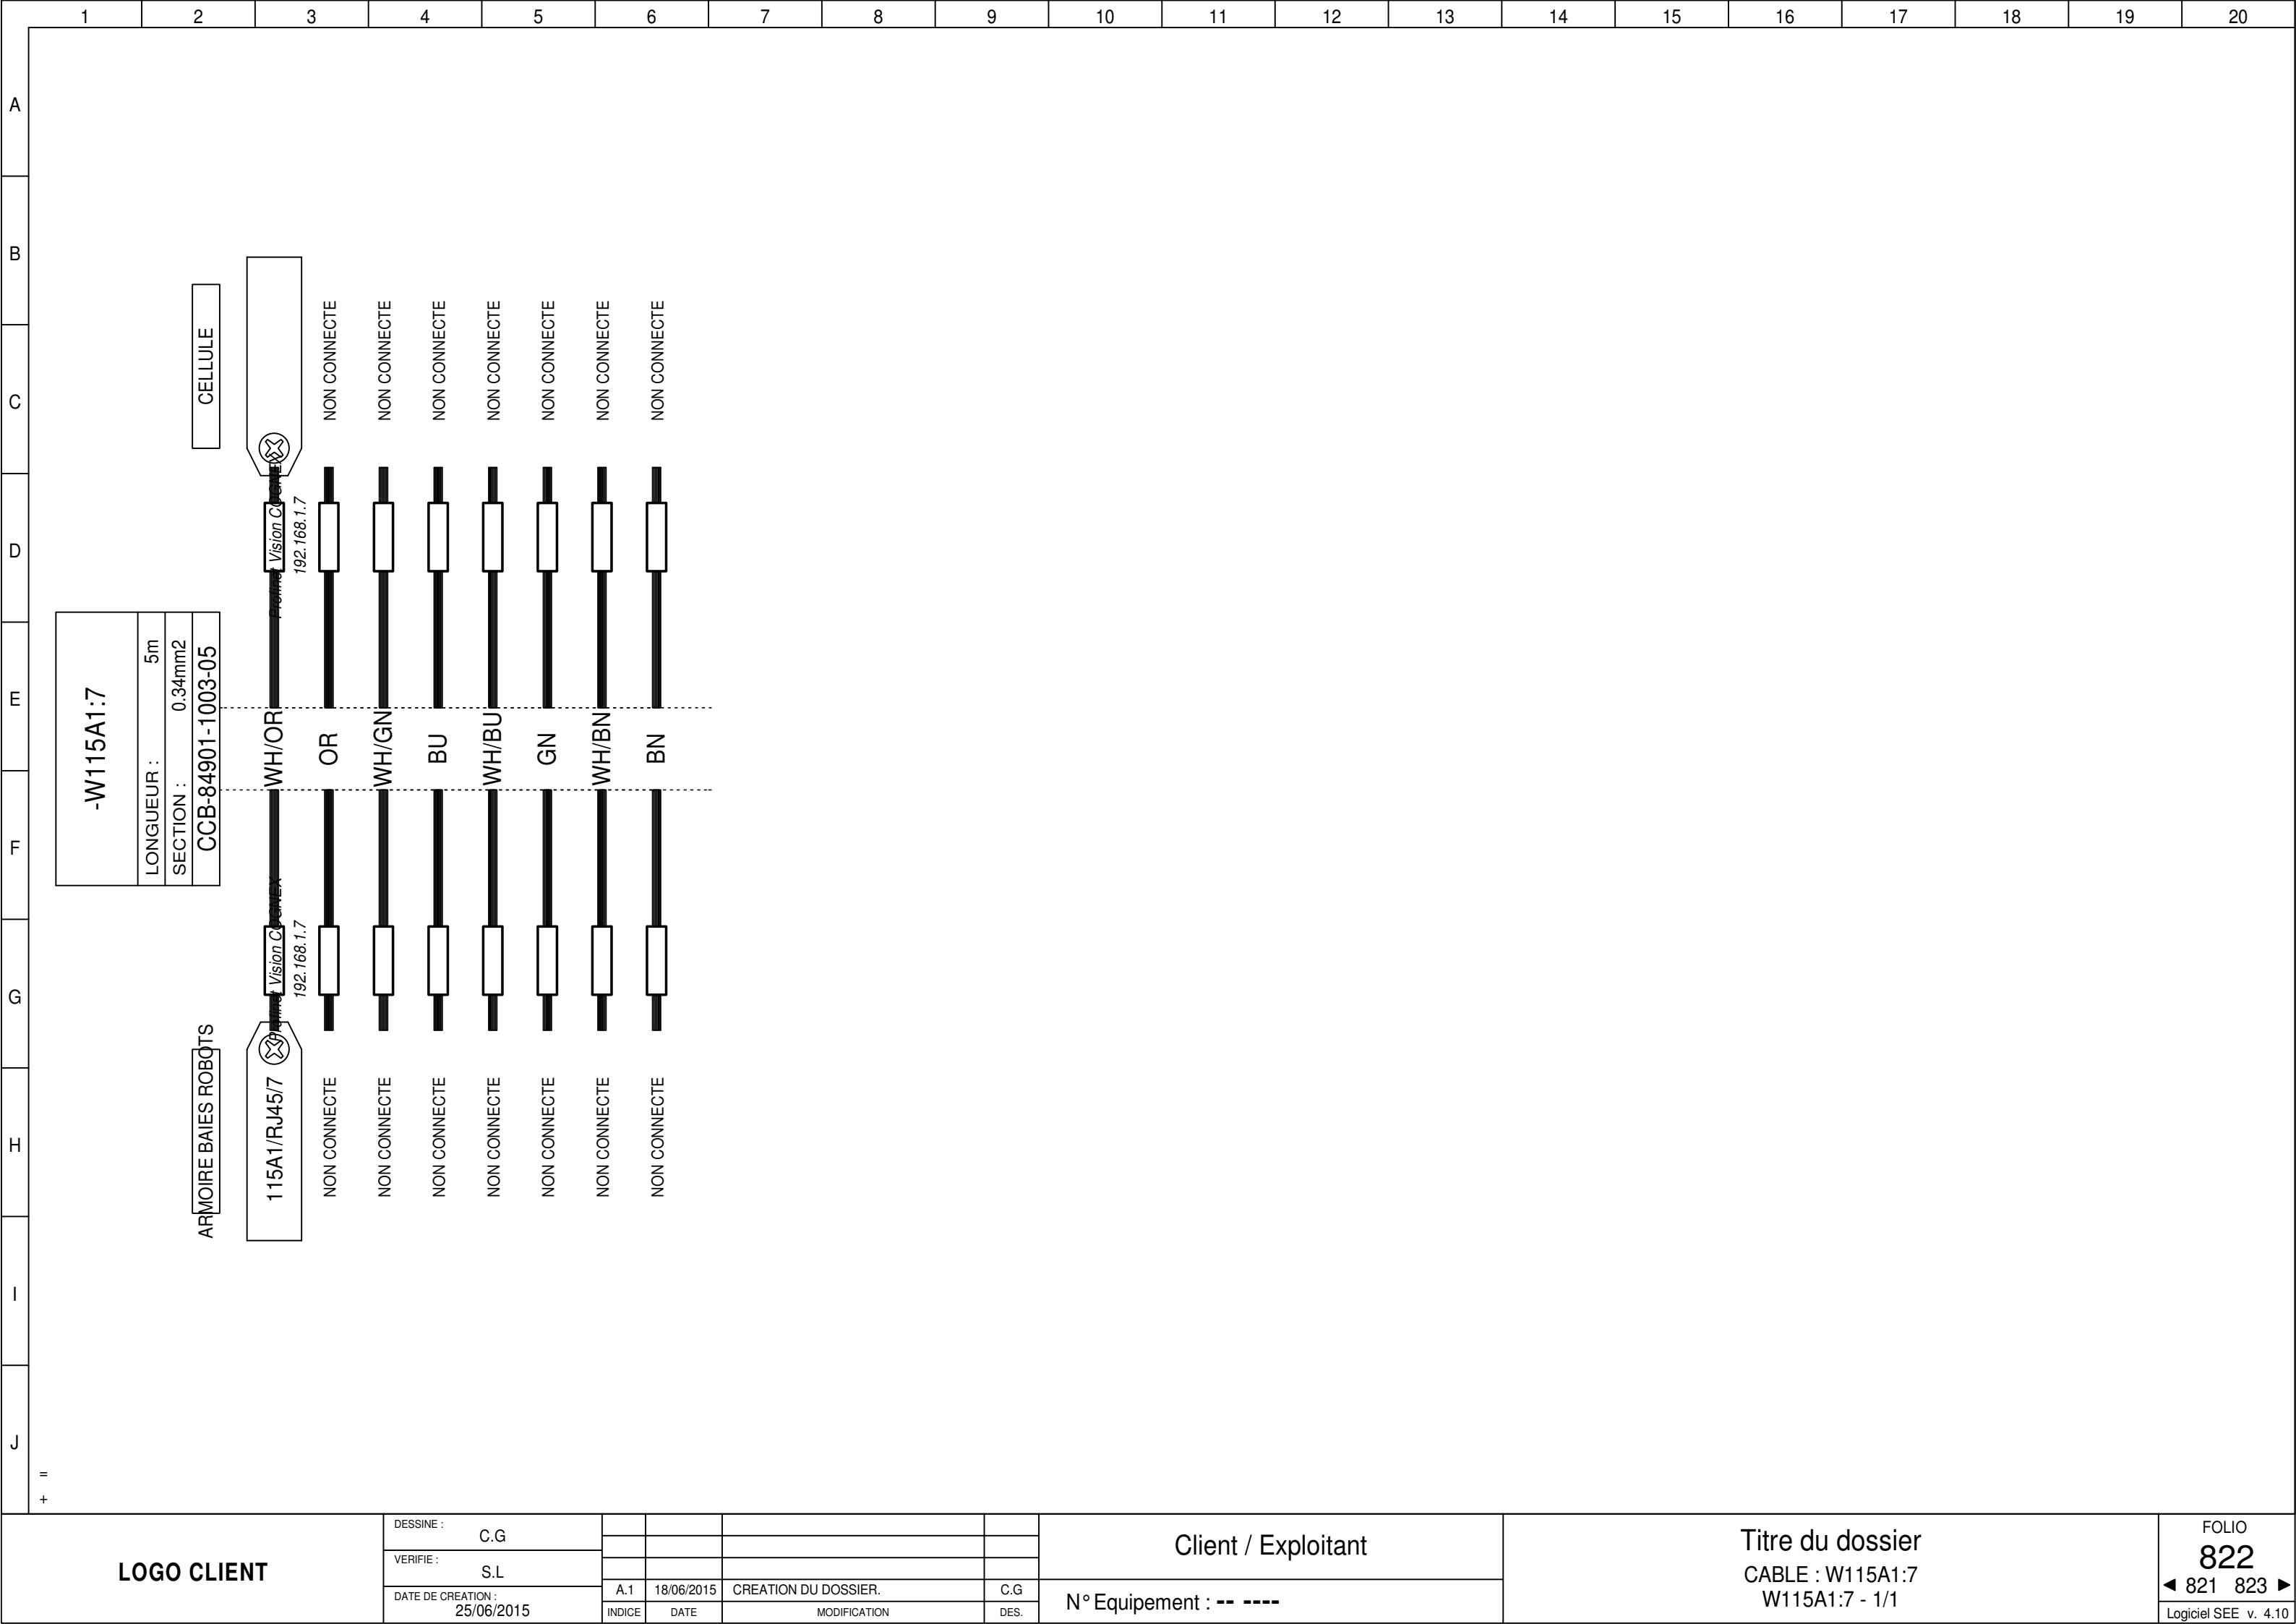 1 2 3 4 5 6 7 8 9 10 11 12 13 14 15 16 17 18 19 20
A
B
C
D
E
F
G
H
I
J
-W115A1:7
LONGUEUR : 5m
SECTION : 0.34mm2
CCB-84901-1003-05
CELLULE
ARMOIRE BAIES ROBOTS
Profinet Vision COGNEX
192.168.1.7
WH/OR
Profinet Vision COGNEX
192.168.1.7
115A1/RJ45/7
NON CONNECTE
OR
NON CONNECTE
NON CONNECTE
WH/GN
NON CONNECTE
NON CONNECTE
BU
NON CONNECTE
NON CONNECTE
WH/BU
NON CONNECTE
NON CONNECTE
GN
NON CONNECTE
NON CONNECTE
WH/BN
NON CONNECTE
NON CONNECTE
BN
NON CONNECTE
=
+
LOGO CLIENT
DESSINE :
C.G
VERIFIE :
S.L
DATE DE CREATION :
25/06/2015
A.1 18/06/2015 CREATION DU DOSSIER. C.G
INDICE DATE MODIFICATION DES.
Client / Exploitant
N° Equipement : -- ----
Titre du dossier
CABLE : W115A1:7
W115A1:7 - 1/1
FOLIO
822
◄ 821 823 ►
Logiciel SEE v. 4.10